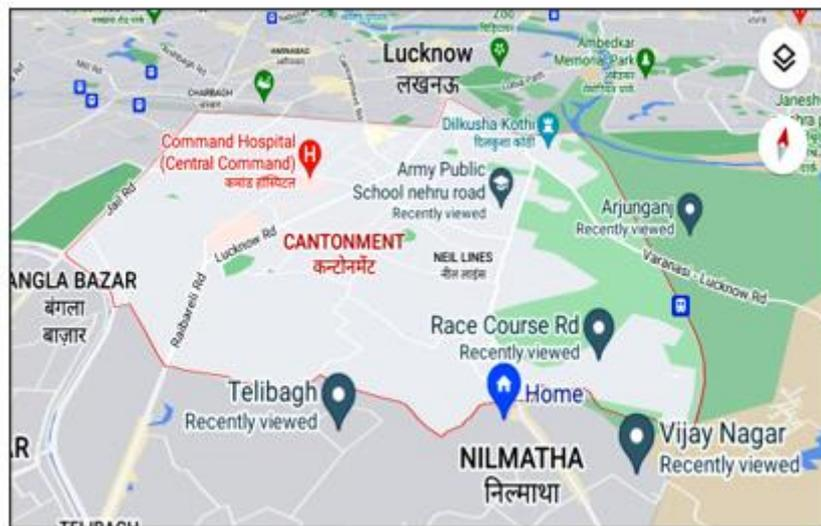 Lucknow
लखनऊ
Ambedkar
Memorial Park
CHARBAGH
Dilkusha Kothi
दिलकुशा कोठी
Command Hospital
(Central Command)
कमांड हॉस्पिटल
Army Public
School nehru road
Recently viewed
Jail Rd
Arjunganj
Recently viewed
Lucknow Rd
CANTONMENT
कन्टोनमेंट
NEIL LINES
नील लाइंस
Varanasi - Lucknow Rd
ANGLA BAZAR
बंगला
बाज़ार
Raibareli Rd
Race Course Rd
Recently viewed
Telibagh
Recently viewed
Home
Vijay Nagar
Recently viewed
NILMATHA
निल्माथा
AR
TELIBAGH